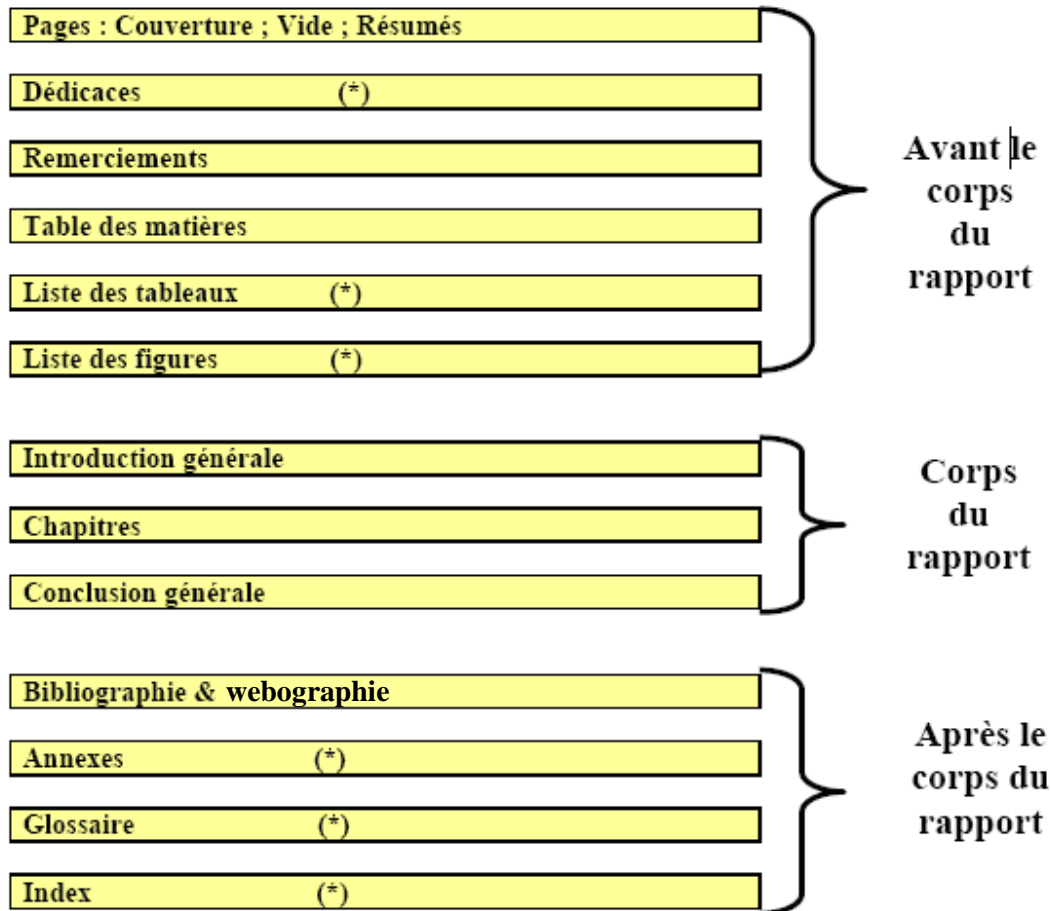 Pages : Couverture ; Vide ; Résumés
Dédicaces (*)
Remerciements
Table des matières
Liste des tableaux (*)
Liste des figures (*)
Avant le
corps
du
rapport
Introduction générale
Chapitres
Conclusion générale
Corps
du
rapport
Bibliographie & webographie
Annexes (*)
Glossaire (*)
Index (*)
Après le
corps du
rapport